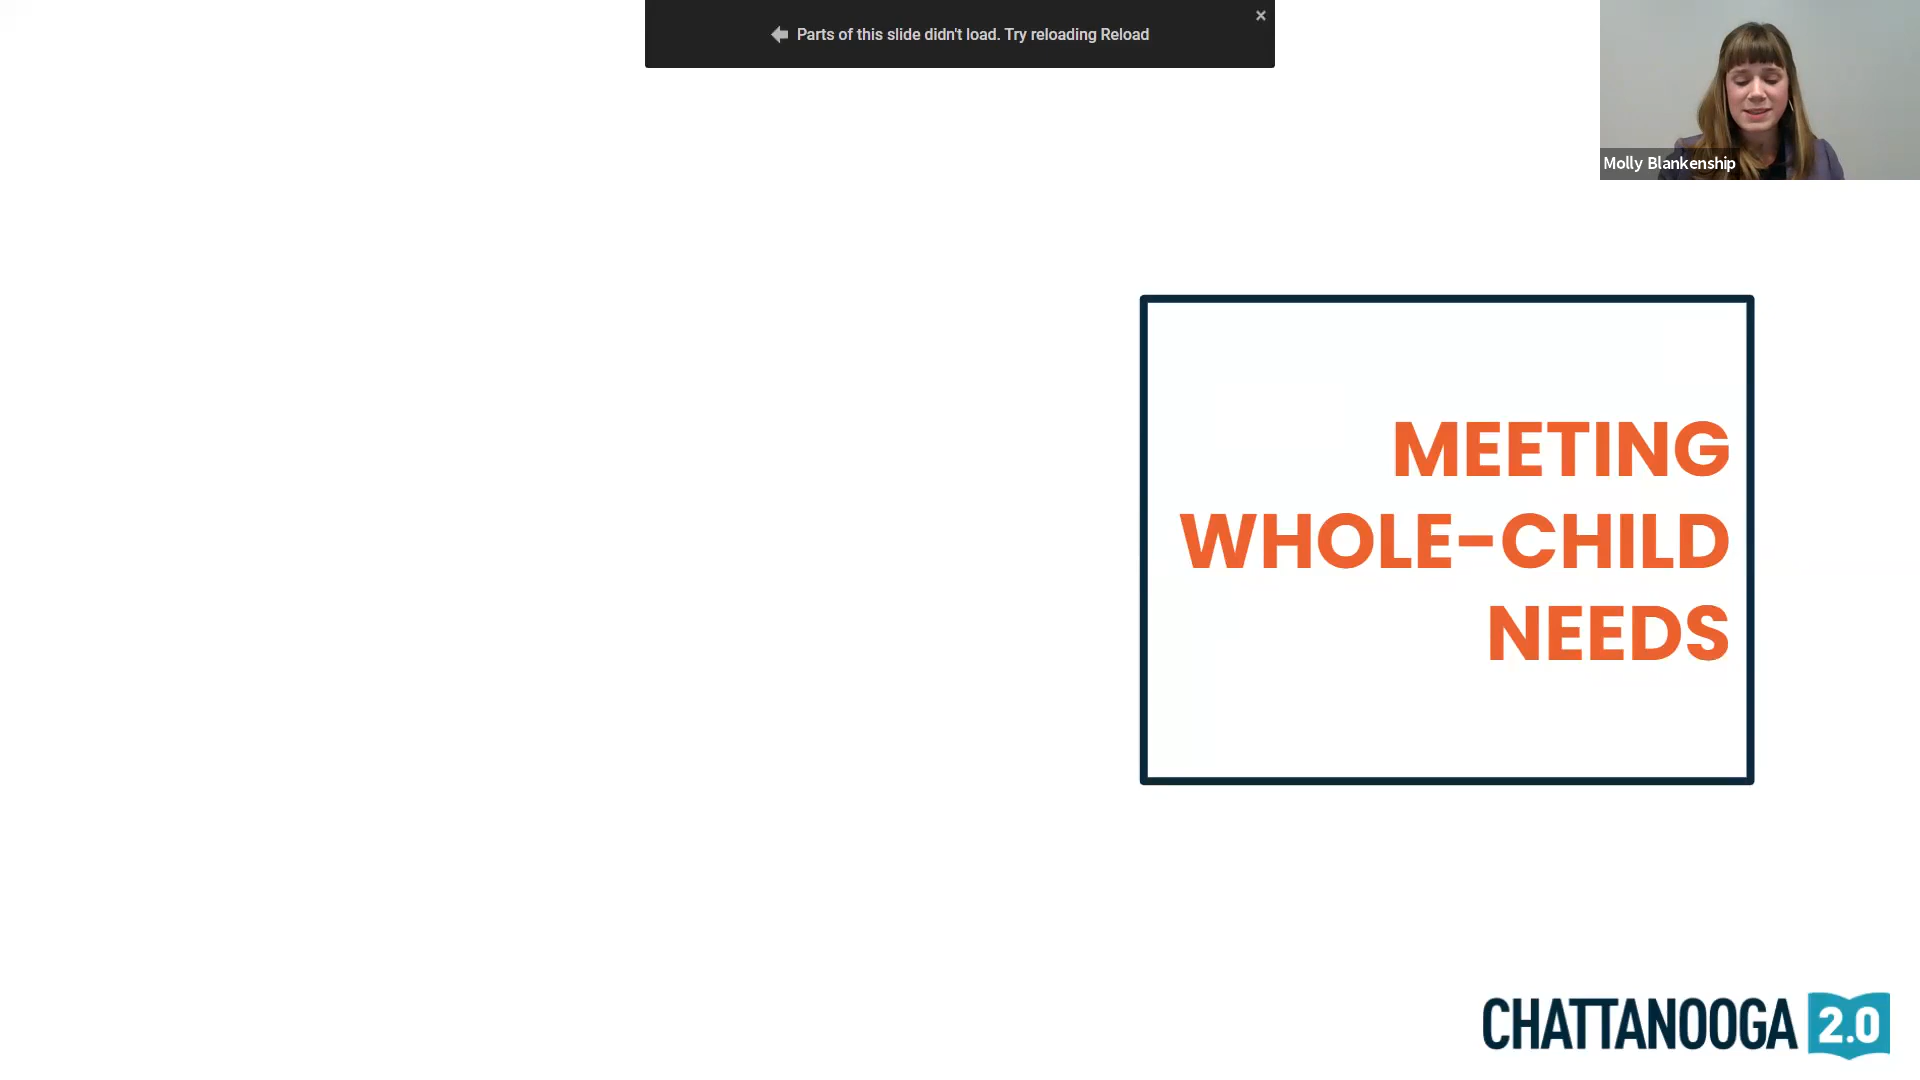 Parts of this slide didn't load. Try reloading Reload
Molly Blankenship
MEETING
WHOLE-CHILD
NEEDS
CHATTANOOGA 2.0